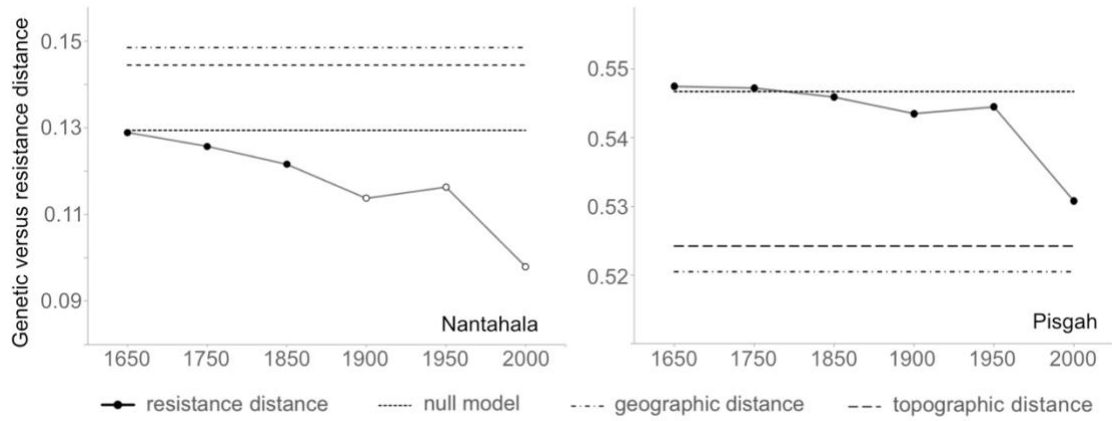 Genetic versus resistance distance
0.15
0.13
0.11
0.09
Nantahala
1650 1750 1850 1900 1950 2000
0.55
0.54
0.53
0.52
Pisgah
1650 1750 1850 1900 1950 2000
resistance distance null model geographic distance topographic distance